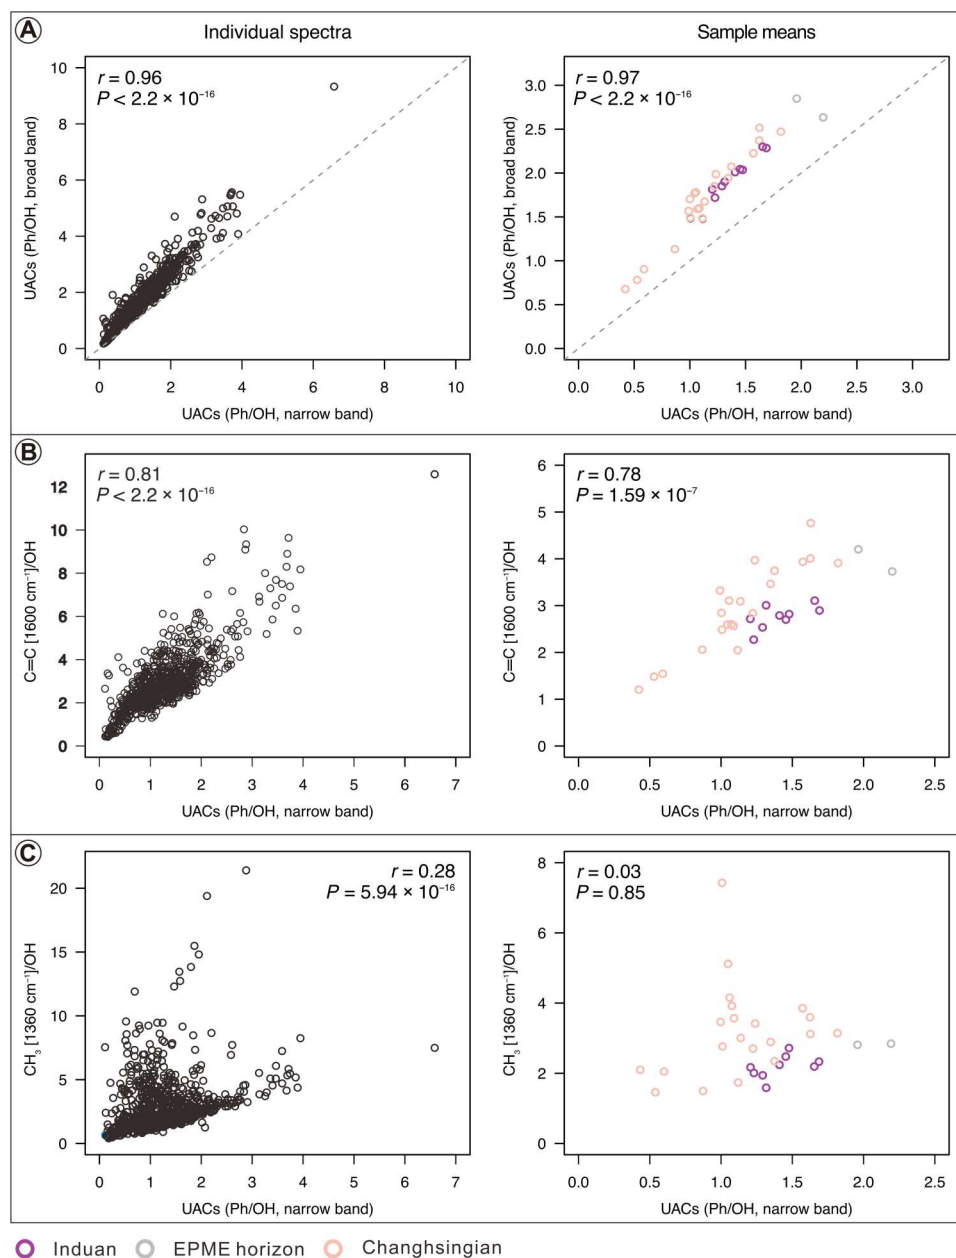 A
Individual spectra
Sample means
r = 0.96
P < 2.2 × 10⁻¹⁶
UACs (Ph/OH, broad band)
10
8
6
4
2
0
0 2 4 6 8 10
UACs (Ph/OH, narrow band)
r = 0.97
P < 2.2 × 10⁻¹⁶
UACs (Ph/OH, broad band)
3.0
2.5
2.0
1.5
1.0
0.5
0.0
0.0 0.5 1.0 1.5 2.0 2.5 3.0
UACs (Ph/OH, narrow band)
B
r = 0.81
P < 2.2 × 10⁻¹⁶
C=C [1600 cm⁻¹]/OH
12
10
8
6
4
2
0
0 1 2 3 4 5 6 7
UACs (Ph/OH, narrow band)
r = 0.78
P = 1.59 × 10⁻⁷
C=C [1600 cm⁻¹]/OH
6
5
4
3
2
1
0
0.0 0.5 1.0 1.5 2.0 2.5
UACs (Ph/OH, narrow band)
C
r = 0.28
P = 5.94 × 10⁻¹⁶
CH₃ [1360 cm⁻¹]/OH
20
15
10
5
0
0 1 2 3 4 5 6 7
UACs (Ph/OH, narrow band)
r = 0.03
P = 0.85
CH₃ [1360 cm⁻¹]/OH
8
6
4
2
0
0.0 0.5 1.0 1.5 2.0 2.5
UACs (Ph/OH, narrow band)
Induan EPME horizon Changhsingian